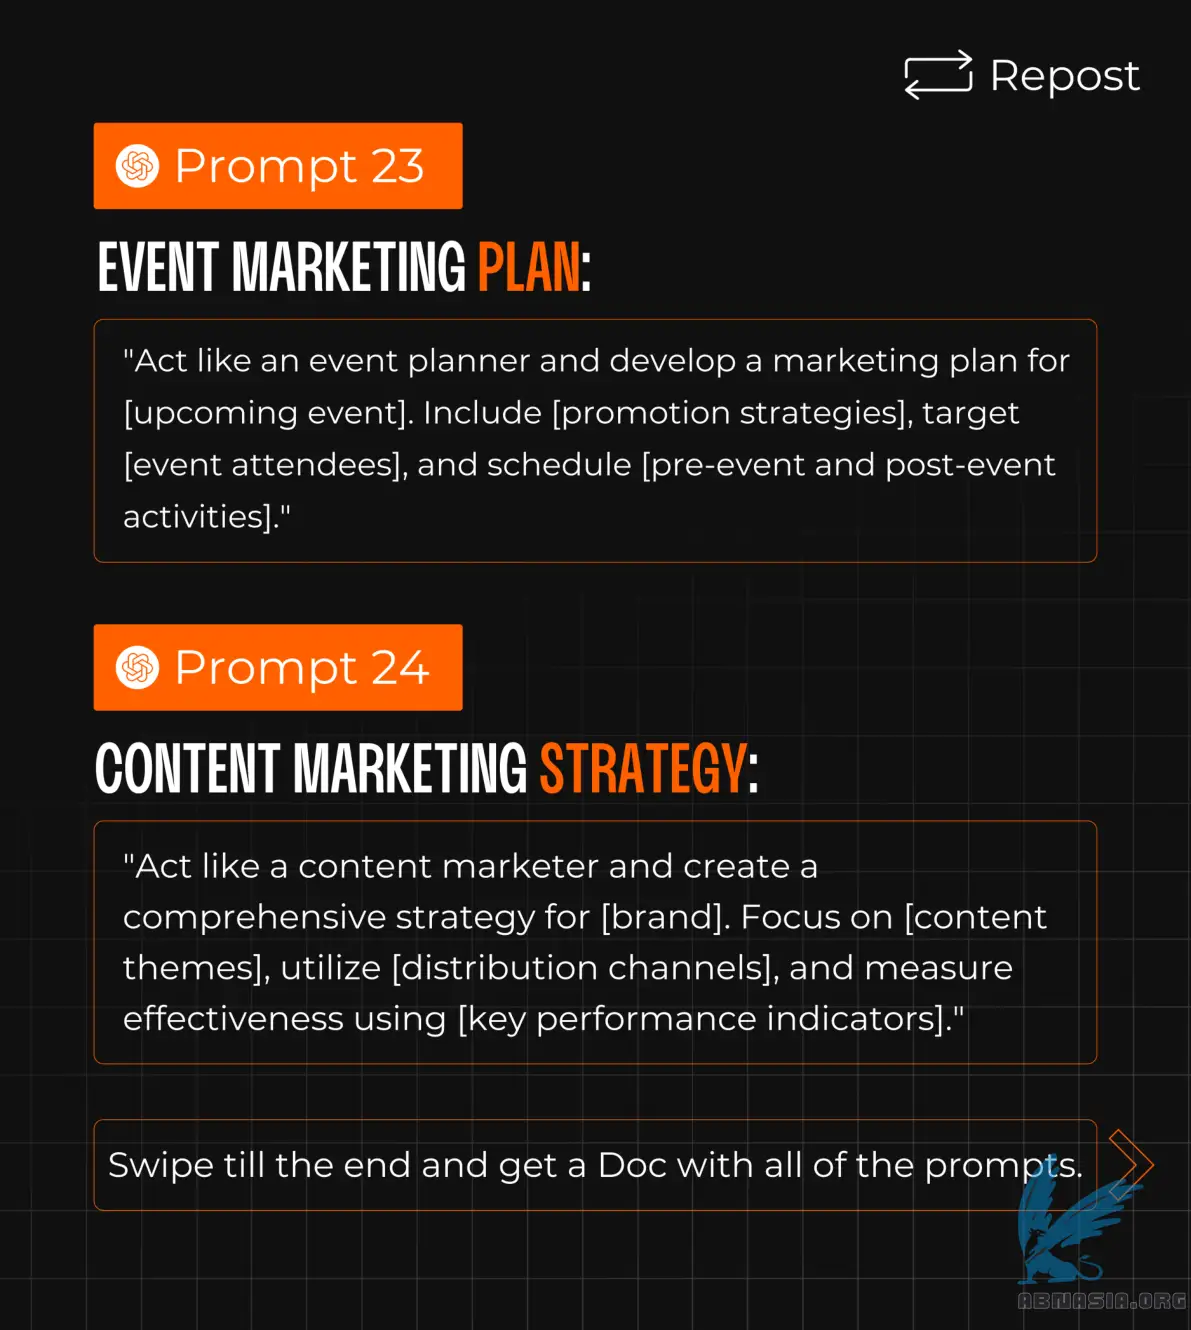 Repost
Prompt 23
EVENT MARKETING PLAN:
"Act like an event planner and develop a marketing plan for
[upcoming event]. Include [promotion strategies], target
[event attendees], and schedule [pre-event and post-event
activities]."
Prompt 24
CONTENT MARKETING STRATEGY:
"Act like a content marketer and create a
comprehensive strategy for [brand]. Focus on [content
themes], utilize [distribution channels], and measure
effectiveness using [key performance indicators]."
Swipe till the end and get a Doc with all of the prompts.
ABNASIA.ORG